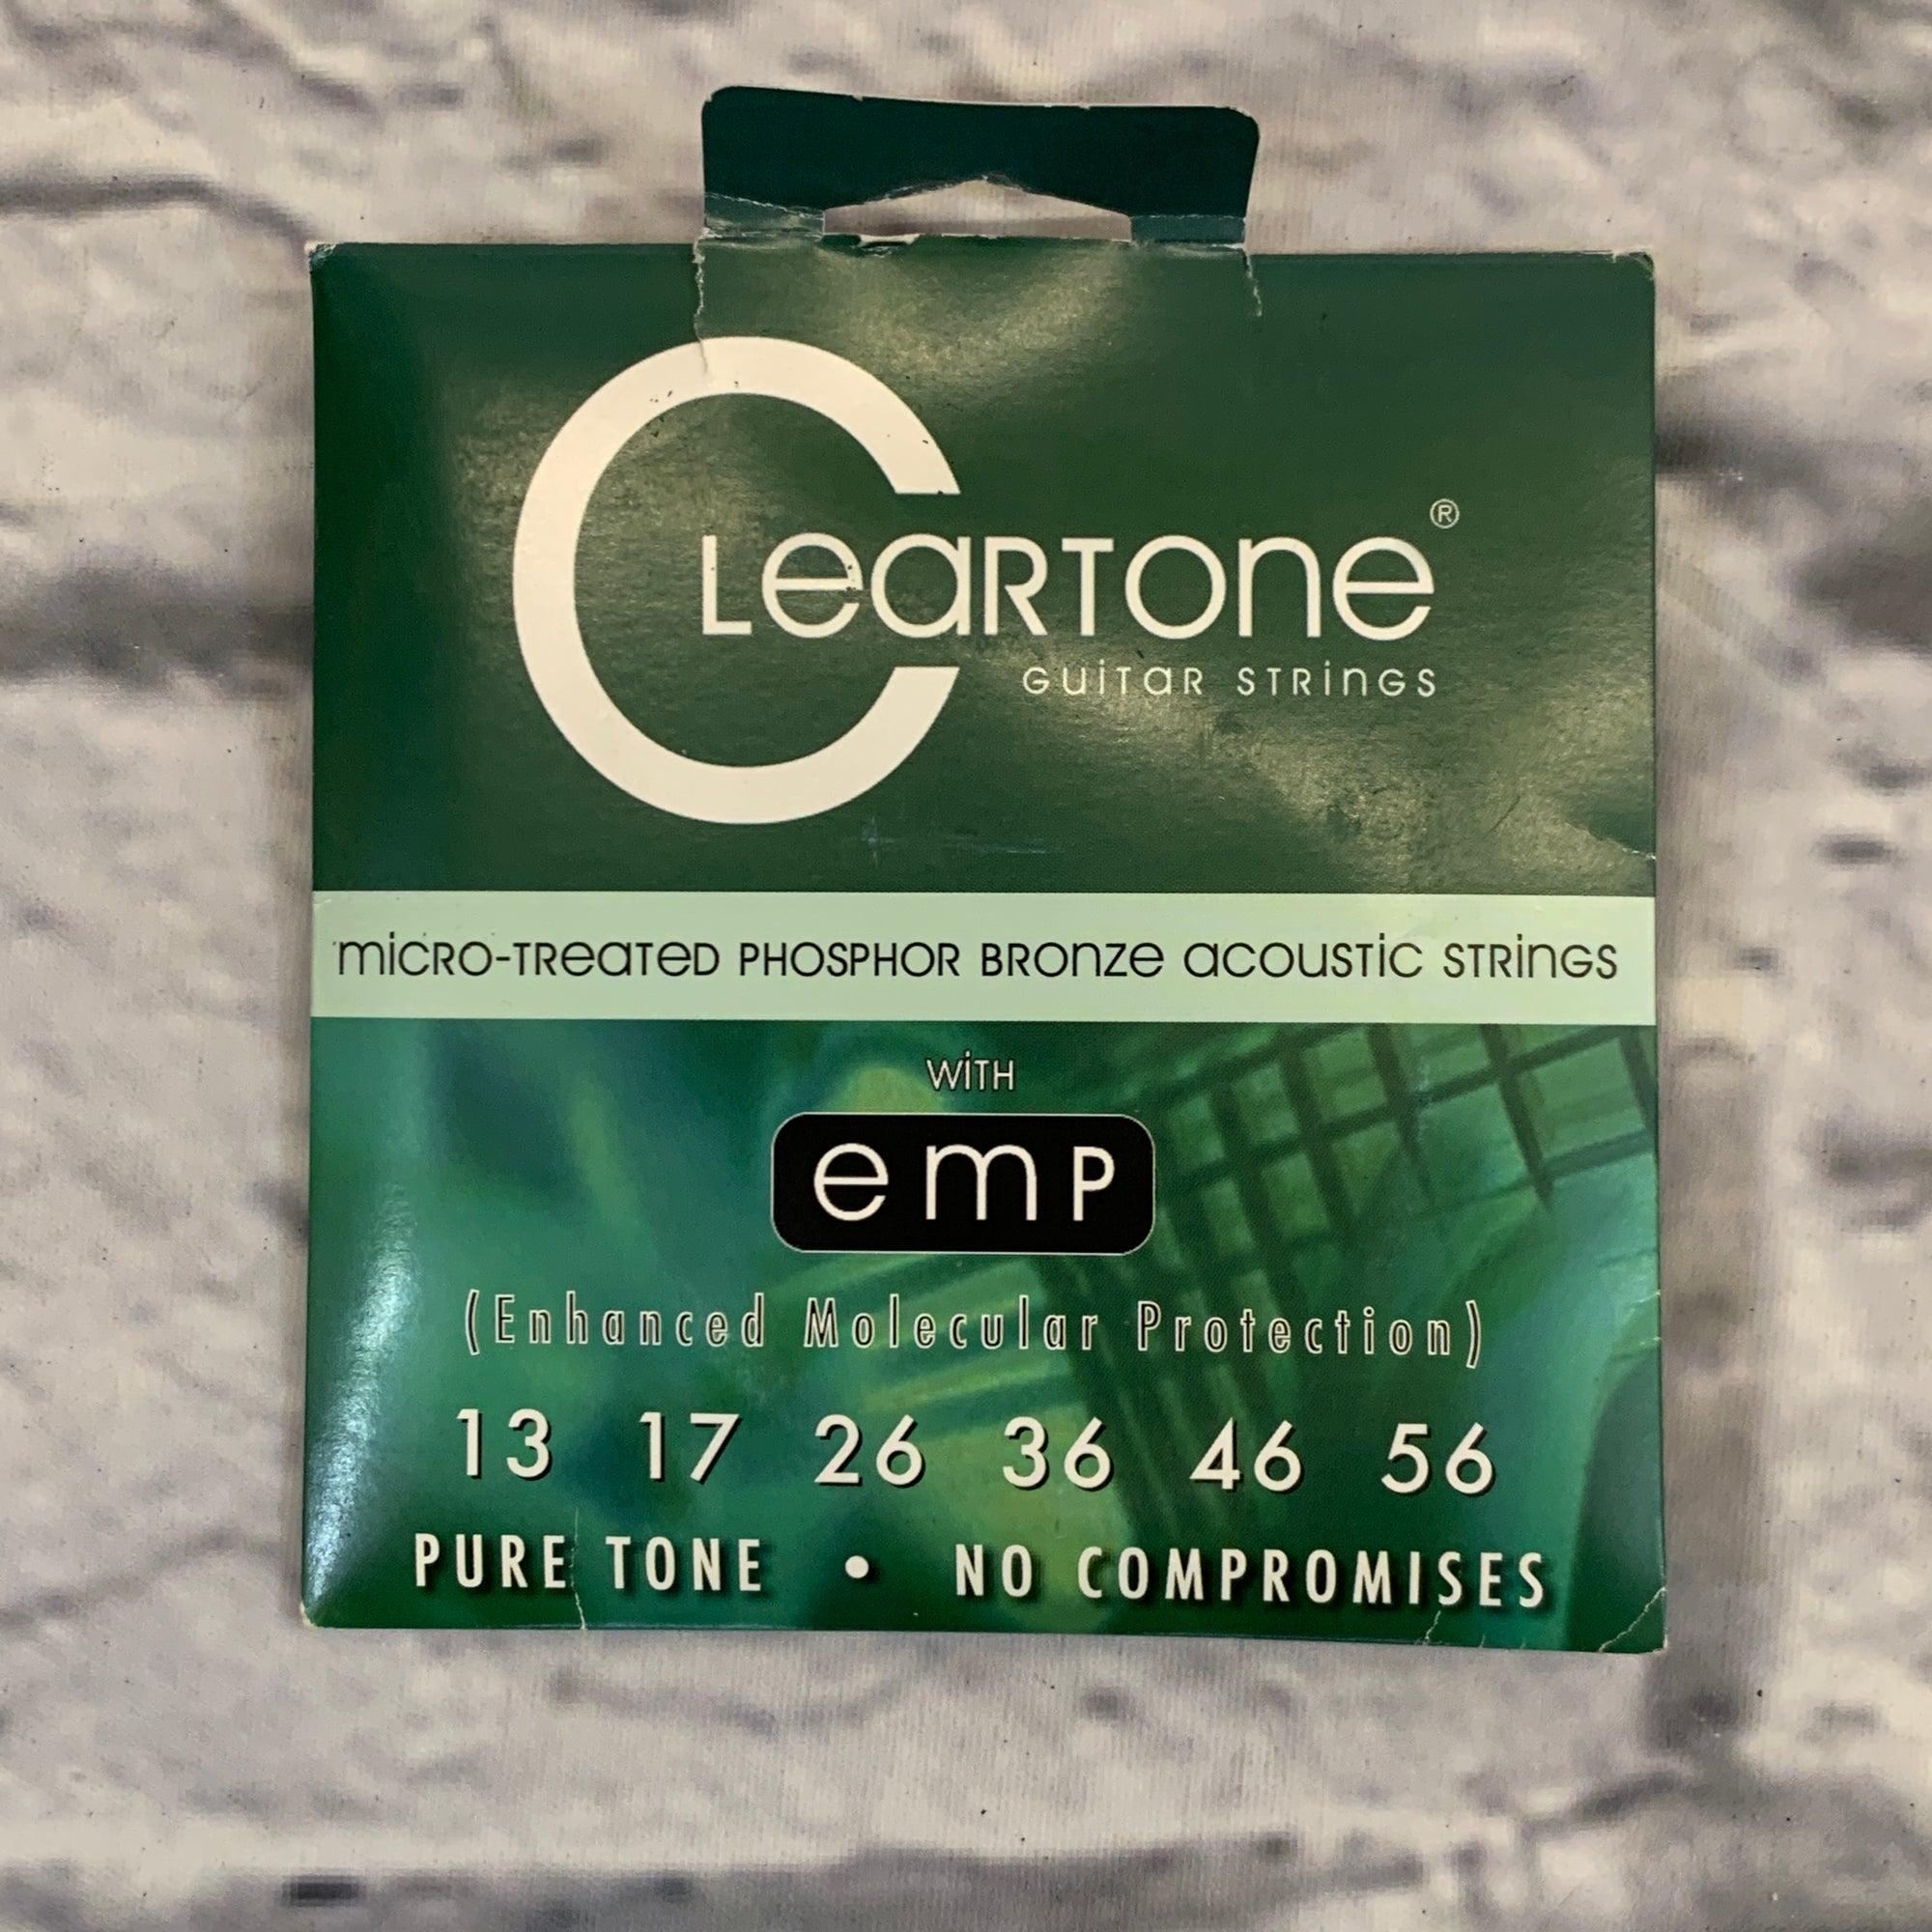 CLEARTONE®
GUITAR STRINGS
MICRO-TREATED PHOSPHOR BRONZE ACOUSTIC STRINGS
WITH
emp
(Enhanced Molecular Protection)
13 17 26 36 46 56
PURE TONE • NO COMPROMISES